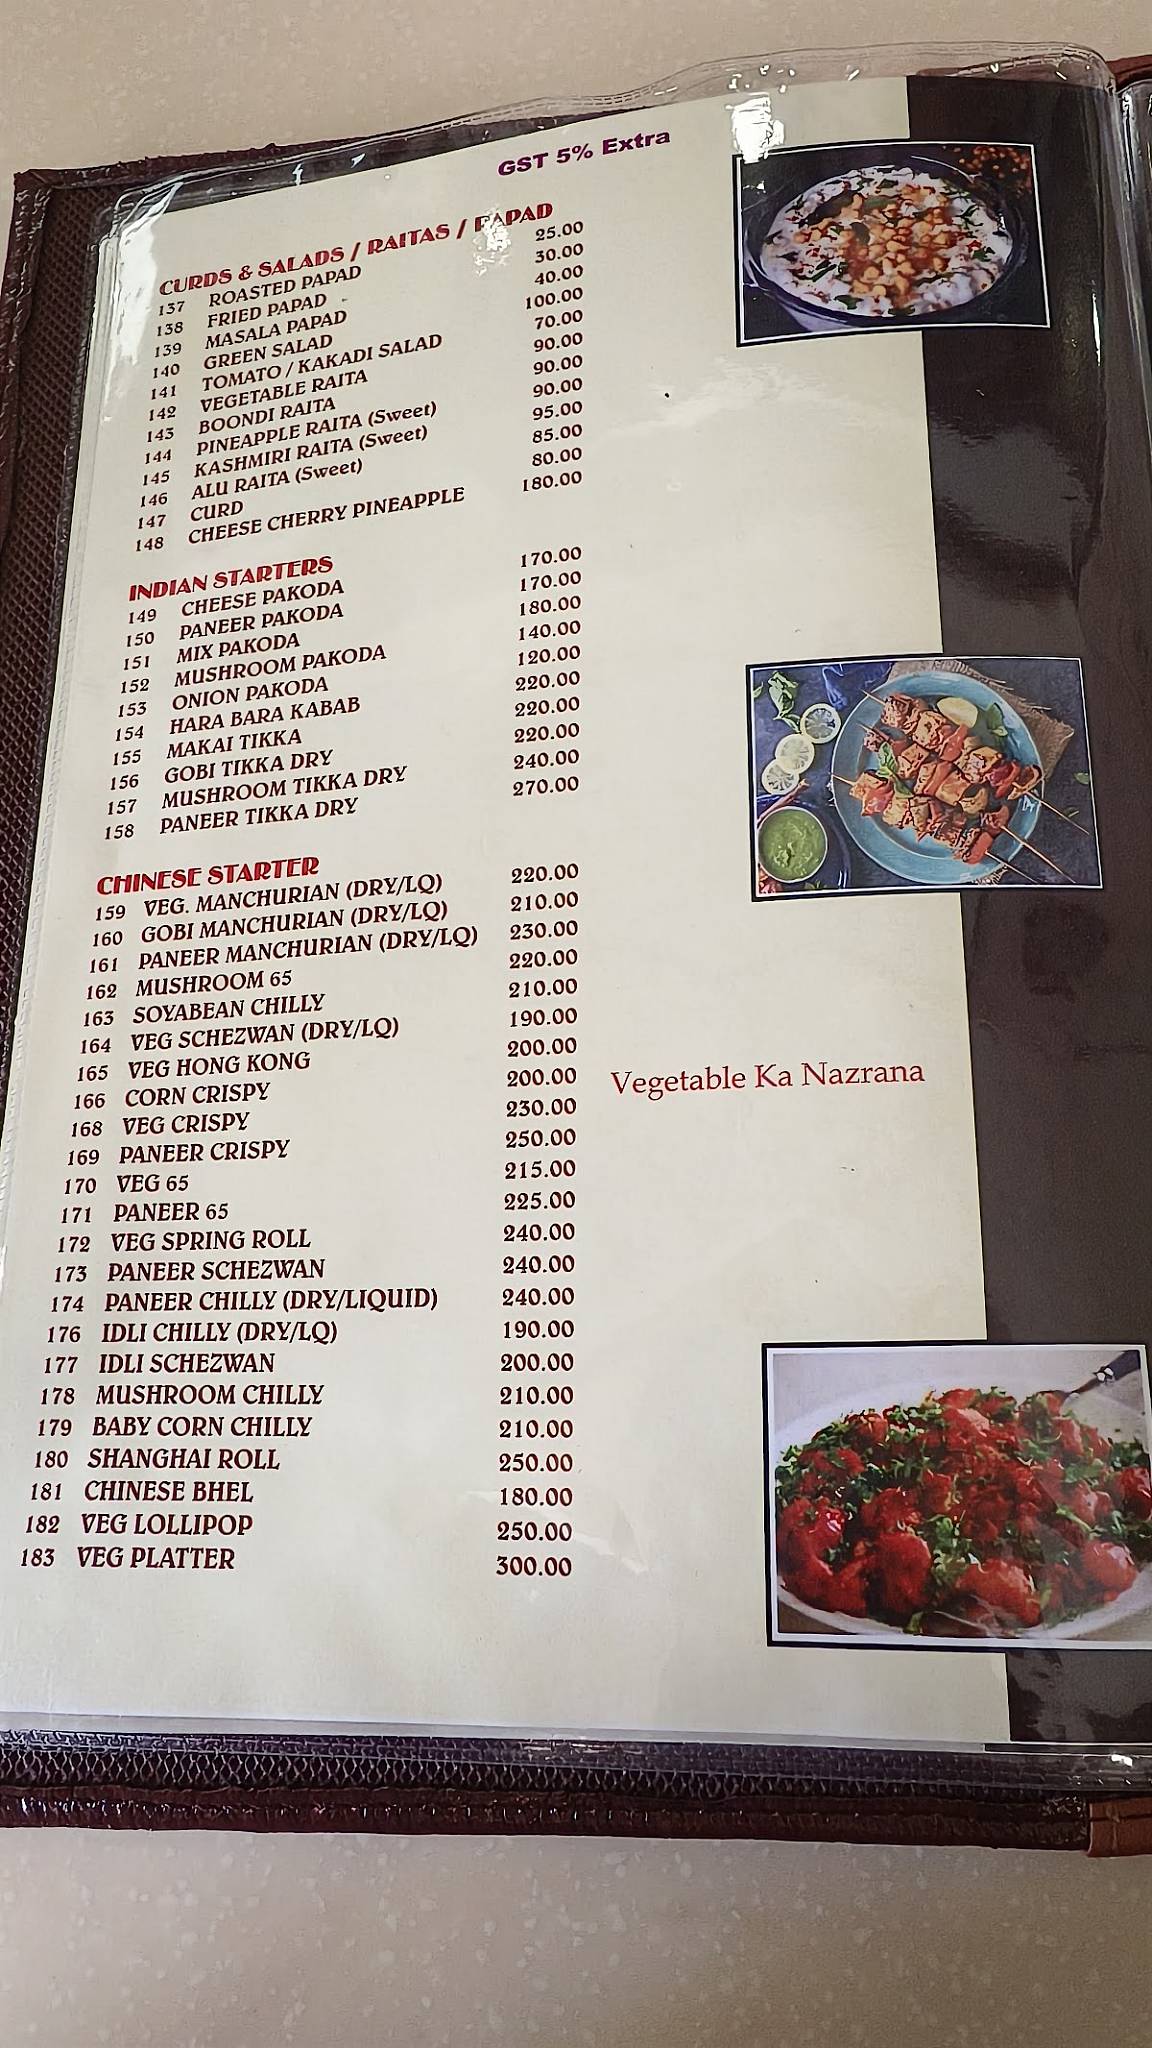 GST 5% Extra
CURDS & SALADS / RAITAS / PAPAD
137 ROASTED PAPAD 25.00
138 FRIED PAPAD 30.00
139 MASALA PAPAD 40.00
140 GREEN SALAD 100.00
141 TOMATO / KAKADI SALAD 70.00
142 VEGETABLE RAITA 90.00
143 BOONDI RAITA 90.00
144 PINEAPPLE RAITA (Sweet) 90.00
145 KASHMIRI RAITA (Sweet) 95.00
146 ALU RAITA (Sweet) 85.00
147 CURD 80.00
148 CHEESE CHERRY PINEAPPLE 180.00
INDIAN STARTERS
149 CHEESE PAKODA 170.00
150 PANEER PAKODA 170.00
151 MIX PAKODA 180.00
152 MUSHROOM PAKODA 140.00
153 ONION PAKODA 120.00
154 HARA BARA KABAB 220.00
155 MAKAI TIKKA 220.00
156 GOBI TIKKA DRY 220.00
157 MUSHROOM TIKKA DRY 240.00
158 PANEER TIKKA DRY 270.00
CHINESE STARTER
159 VEG. MANCHURIAN (DRY/LQ) 220.00
160 GOBI MANCHURIAN (DRY/LQ) 210.00
161 PANEER MANCHURIAN (DRY/LQ) 230.00
162 MUSHROOM 65 220.00
163 SOYABEAN CHILLY 210.00
164 VEG SCHEZWAN (DRY/LQ) 190.00
165 VEG HONG KONG 200.00
166 CORN CRISPY 200.00
168 VEG CRISPY 230.00
169 PANEER CRISPY 250.00
170 VEG 65 215.00
171 PANEER 65 225.00
172 VEG SPRING ROLL 240.00
173 PANEER SCHEZWAN 240.00
174 PANEER CHILLY (DRY/LIQUID) 240.00
176 IDLI CHILLY (DRY/LQ) 190.00
177 IDLI SCHEZWAN 200.00
178 MUSHROOM CHILLY 210.00
179 BABY CORN CHILLY 210.00
180 SHANGHAI ROLL 250.00
181 CHINESE BHEL 180.00
182 VEG LOLLIPOP 250.00
183 VEG PLATTER 300.00
Vegetable Ka Nazrana